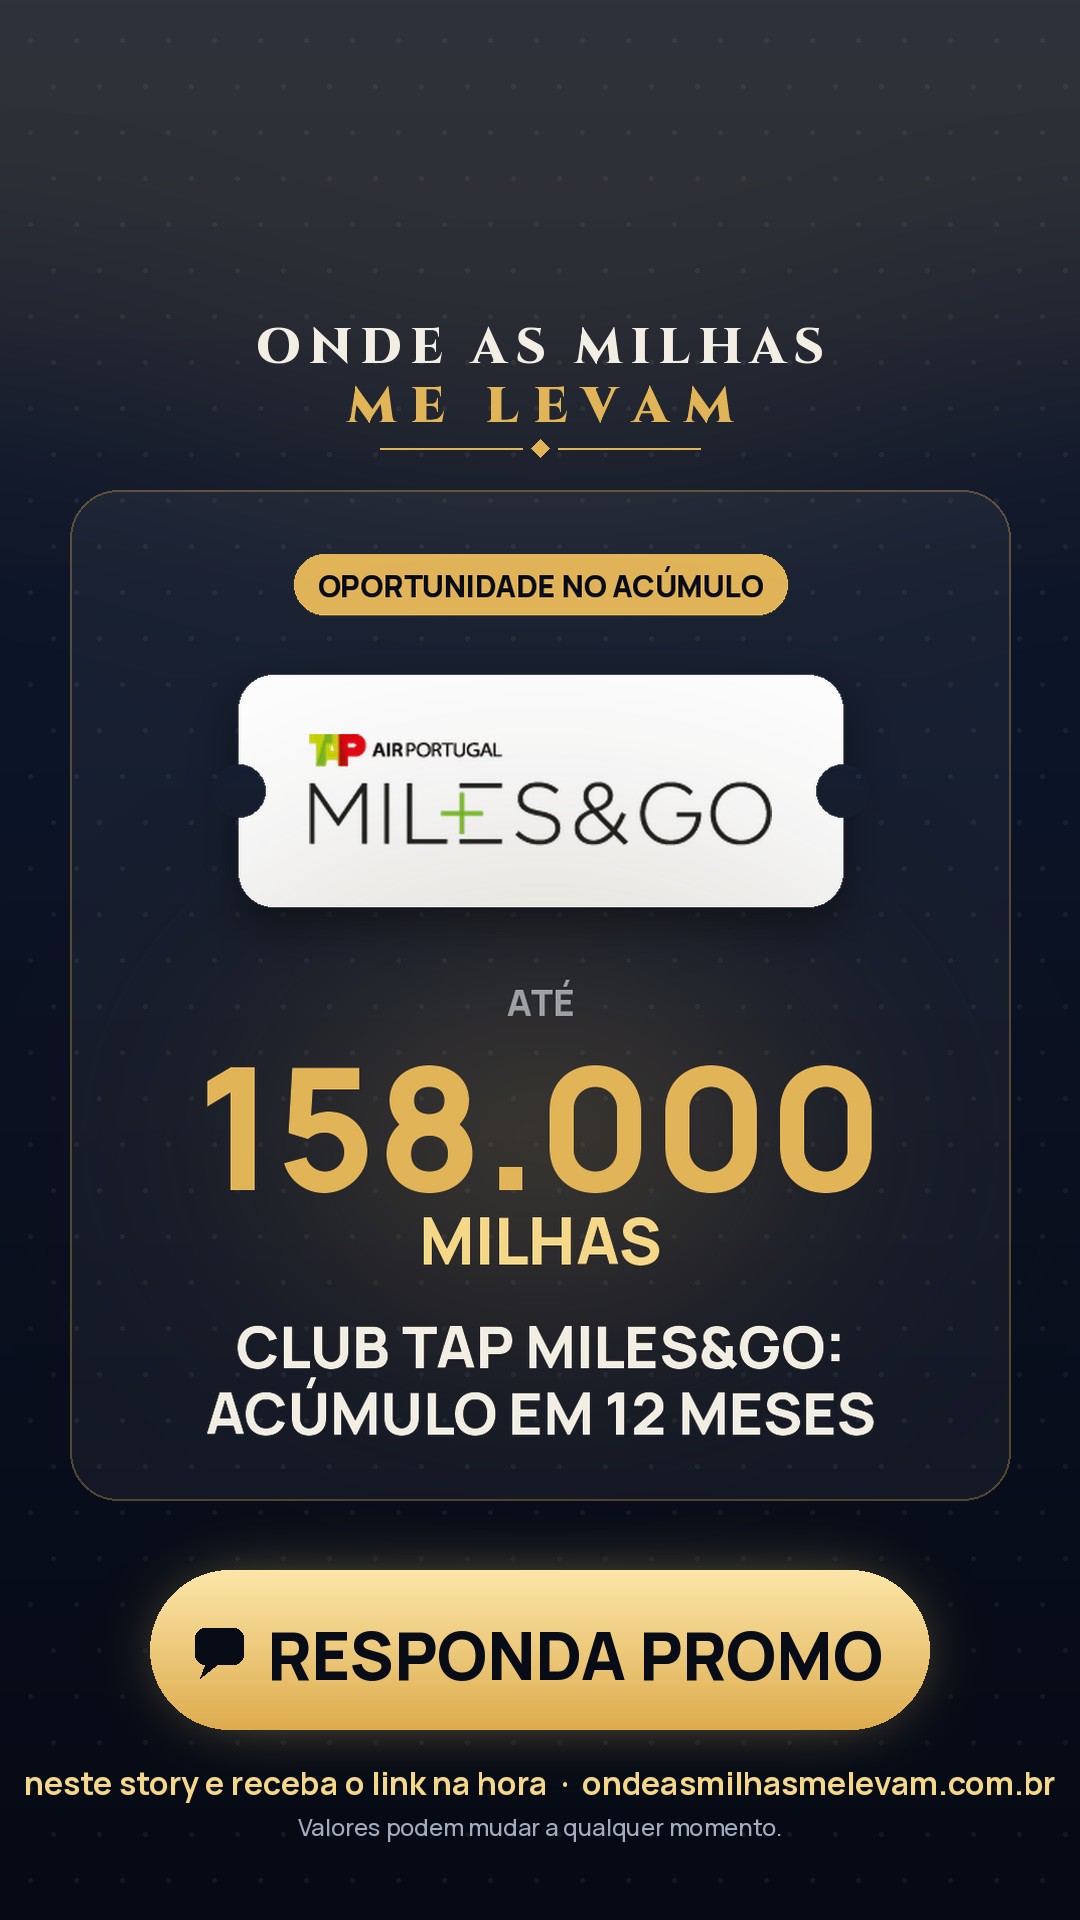 ONDE AS MILHAS
ME LEVAM
OPORTUNIDADE NO ACÚMULO
TAP AIRPORTUGAL
MILES&GO
ATÉ
158.000
MILHAS
CLUB TAP MILES&GO:
ACÚMULO EM 12 MESES
RESPONDA PROMO
neste story e receba o link na hora · ondeasmilhasmelevam.com.br
Valores podem mudar a qualquer momento.